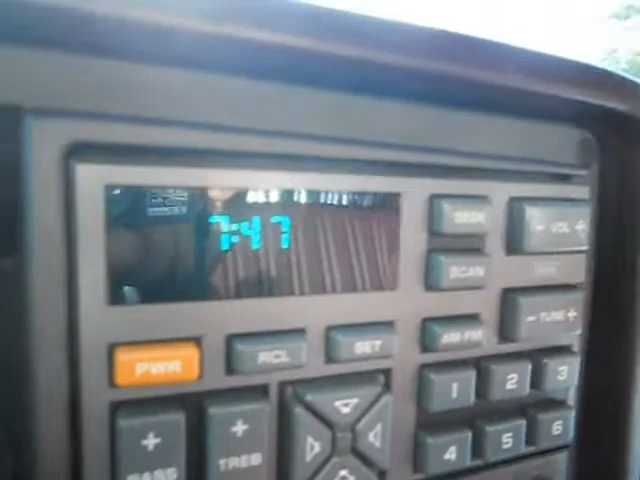 7:47
SEEK
- VOL +
SCAN
PWR
RCL
SET
AM-FM
- TUNE +
1
2
3
+
BASS
+
TREB
4
5
6